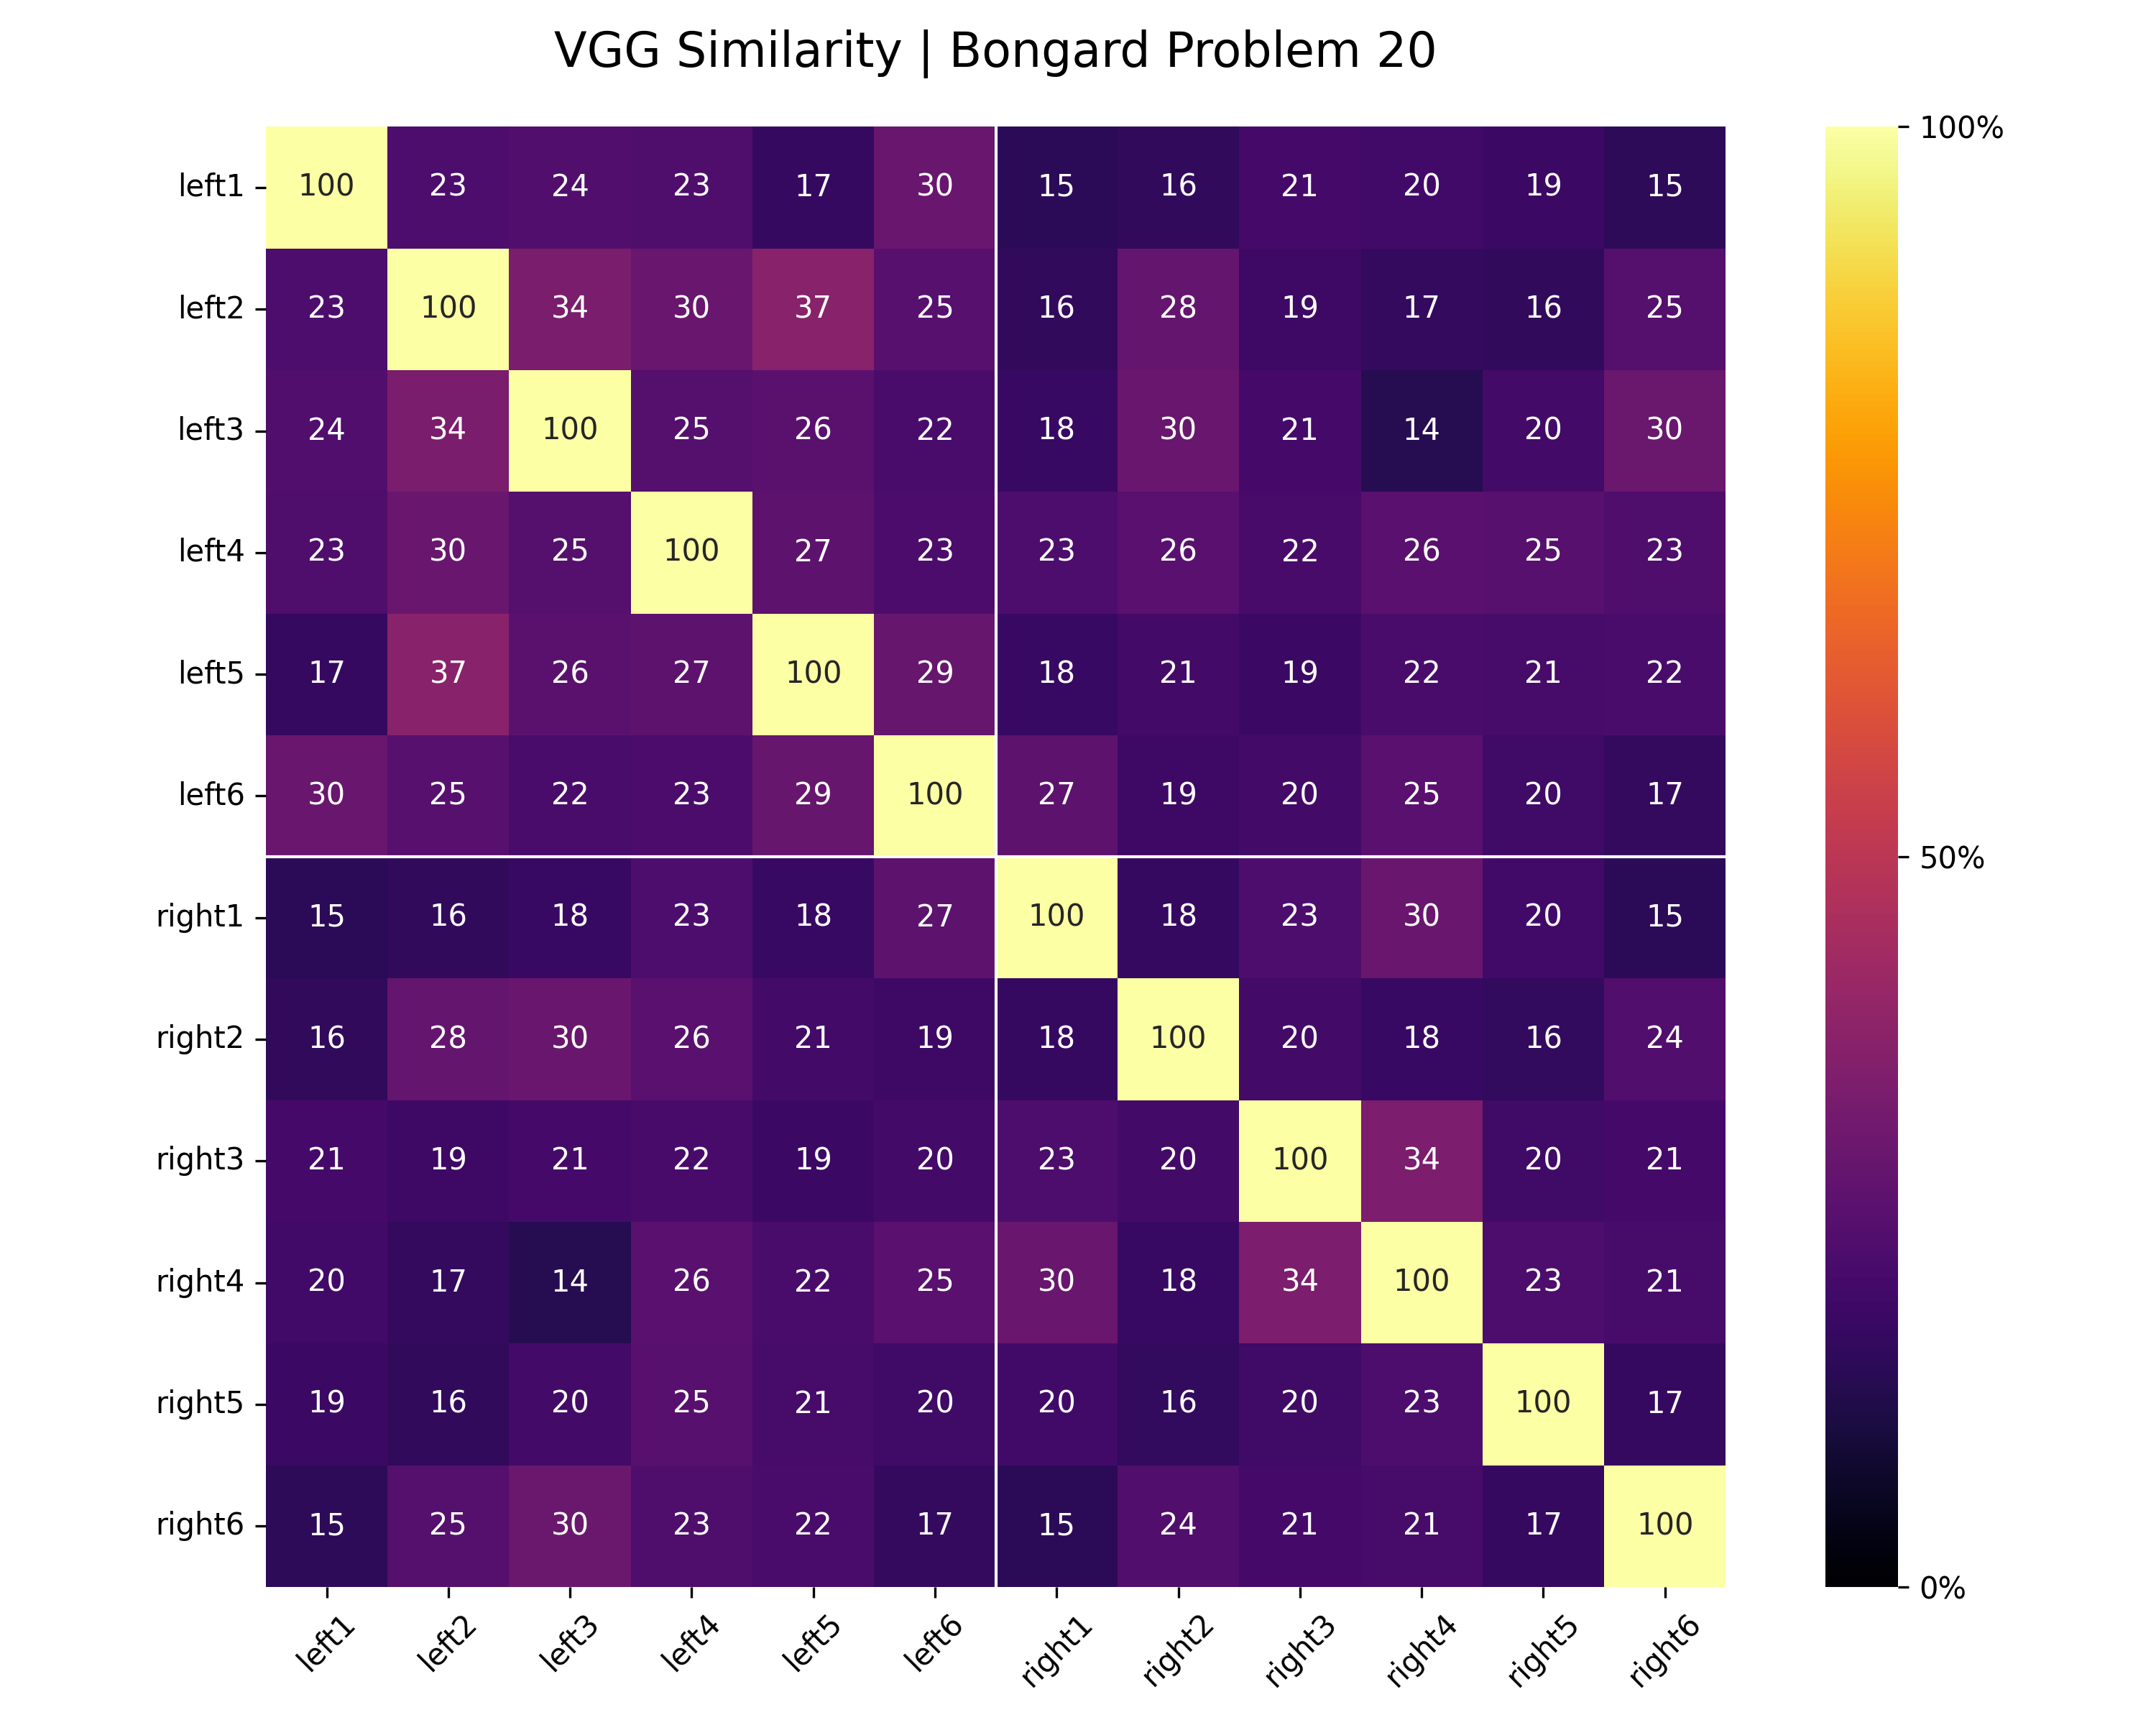 VGG Similarity | Bongard Problem 20
left1 100 23 24 23 17 30 15 16 21 20 19 15
left2 23 100 34 30 37 25 16 28 19 17 16 25
left3 24 34 100 25 26 22 18 30 21 14 20 30
left4 23 30 25 100 27 23 23 26 22 26 25 23
left5 17 37 26 27 100 29 18 21 19 22 21 22
left6 30 25 22 23 29 100 27 19 20 25 20 17
right1 15 16 18 23 18 27 100 18 23 30 20 15
right2 16 28 30 26 21 19 18 100 20 18 16 24
right3 21 19 21 22 19 20 23 20 100 34 20 21
right4 20 17 14 26 22 25 30 18 34 100 23 21
right5 19 16 20 25 21 20 20 16 20 23 100 17
right6 15 25 30 23 22 17 15 24 21 21 17 100
left1 left2 left3 left4 left5 left6 right1 right2 right3 right4 right5 right6
100%
50%
0%